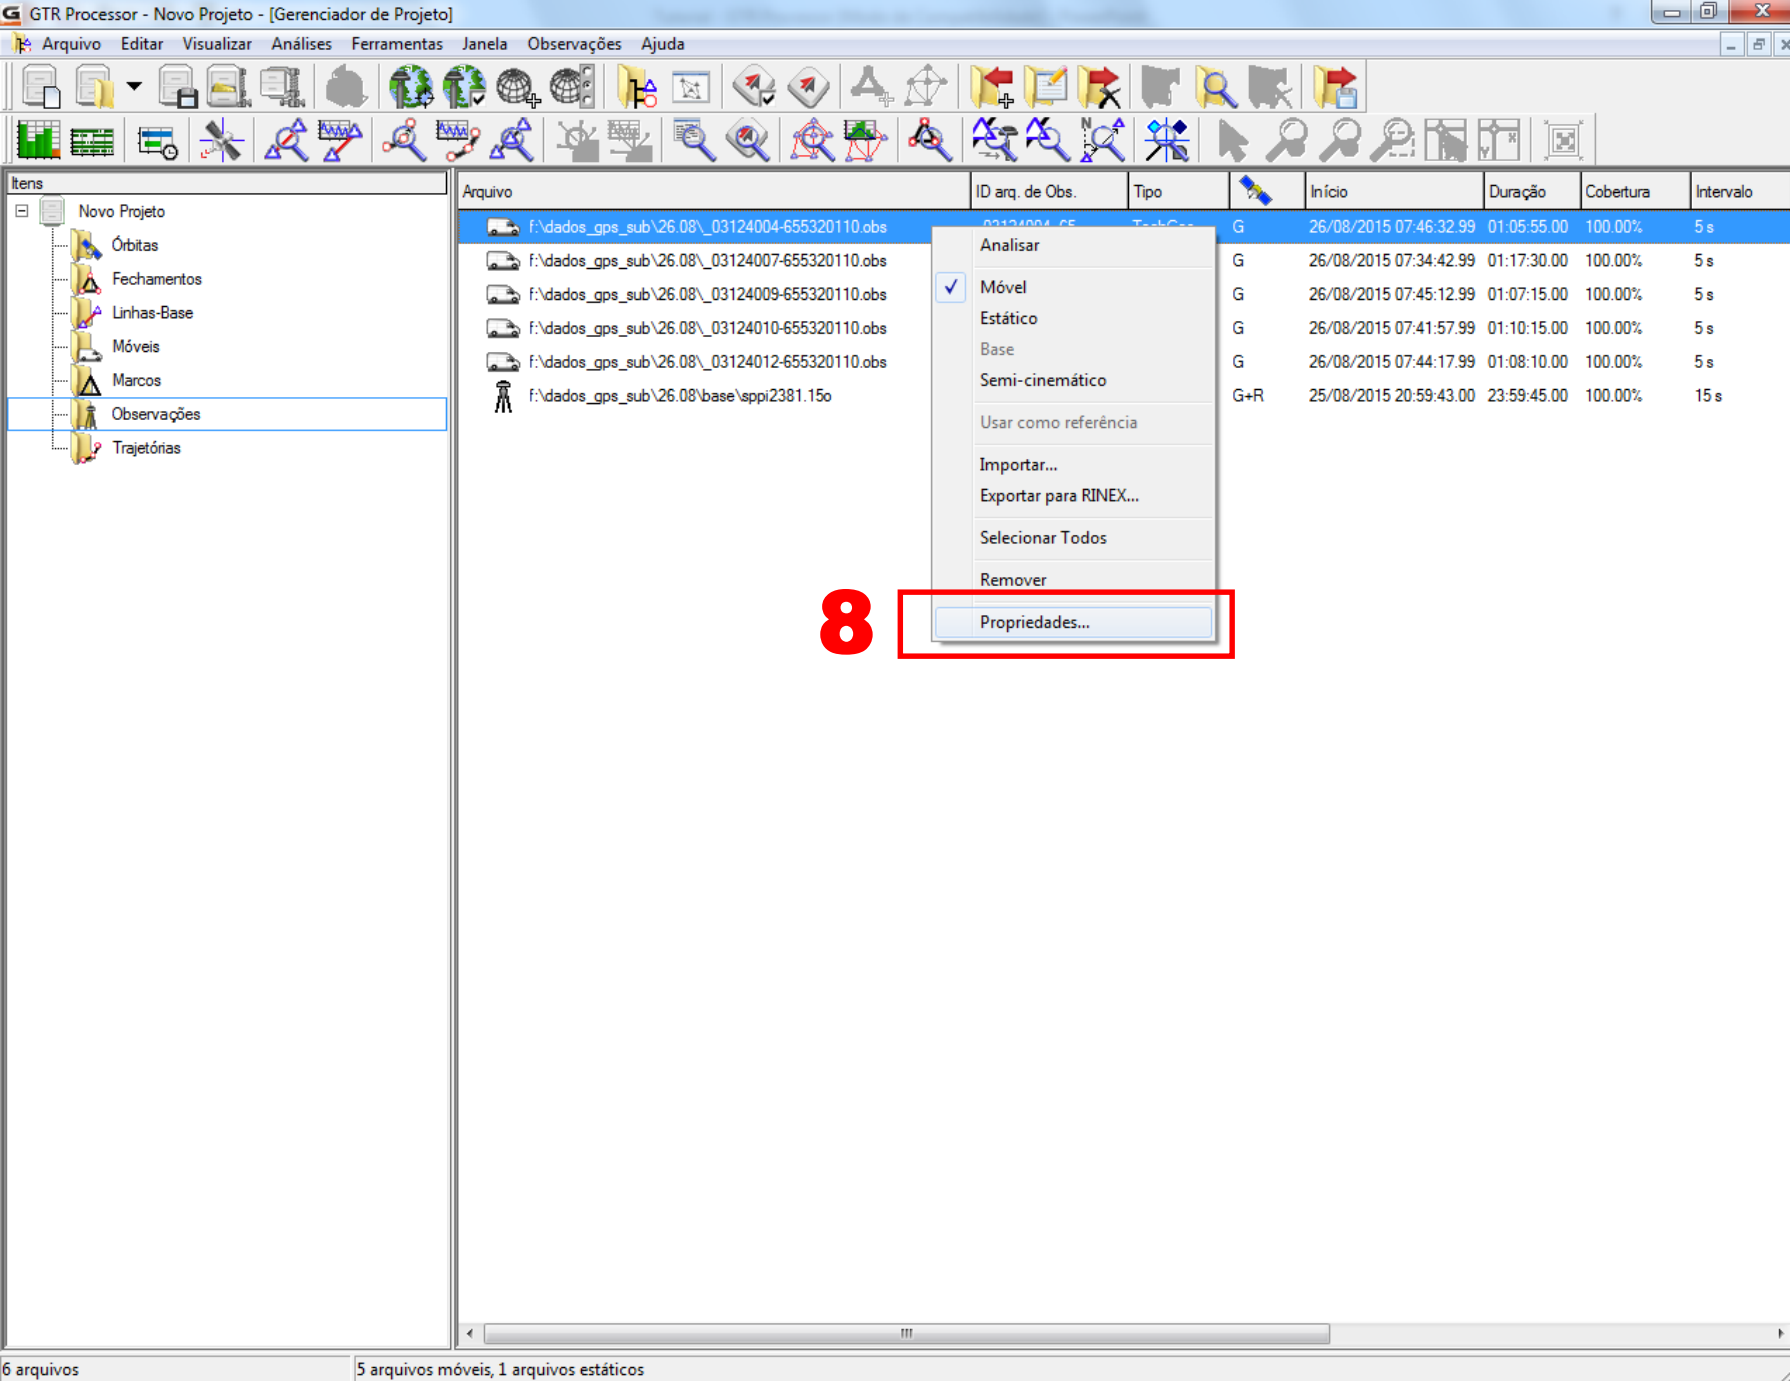 GTR Processor - Novo Projeto - [Gerenciador de Projeto]
Arquivo Editar Visualizar Análises Ferramentas Janela Observações Ajuda
Itens
Novo Projeto
Órbitas
Fechamentos
Linhas-Base
Móveis
Marcos
Observações
Trajetórias
Arquivo ID arq. de Obs. Tipo Início Duração Cobertura Intervalo
f:\dados_gps_sub\26.08\_03124004-655320110.obs G 26/08/2015 07:46:32.99 01:05:55.00 100.00% 5 s
f:\dados_gps_sub\26.08\_03124007-655320110.obs G 26/08/2015 07:34:42.99 01:17:30.00 100.00% 5 s
f:\dados_gps_sub\26.08\_03124009-655320110.obs G 26/08/2015 07:45:12.99 01:07:15.00 100.00% 5 s
f:\dados_gps_sub\26.08\_03124010-655320110.obs G 26/08/2015 07:41:57.99 01:10:15.00 100.00% 5 s
f:\dados_gps_sub\26.08\_03124012-655320110.obs G 26/08/2015 07:44:17.99 01:08:10.00 100.00% 5 s
f:\dados_gps_sub\26.08\base\sppi2381.15o G+R 25/08/2015 20:59:43.00 23:59:45.00 100.00% 15 s
Analisar
Móvel
Estático
Base
Semi-cinemático
Usar como referência
Importar...
Exportar para RINEX...
Selecionar Todos
Remover
8 Propriedades...
6 arquivos 5 arquivos móveis, 1 arquivos estáticos